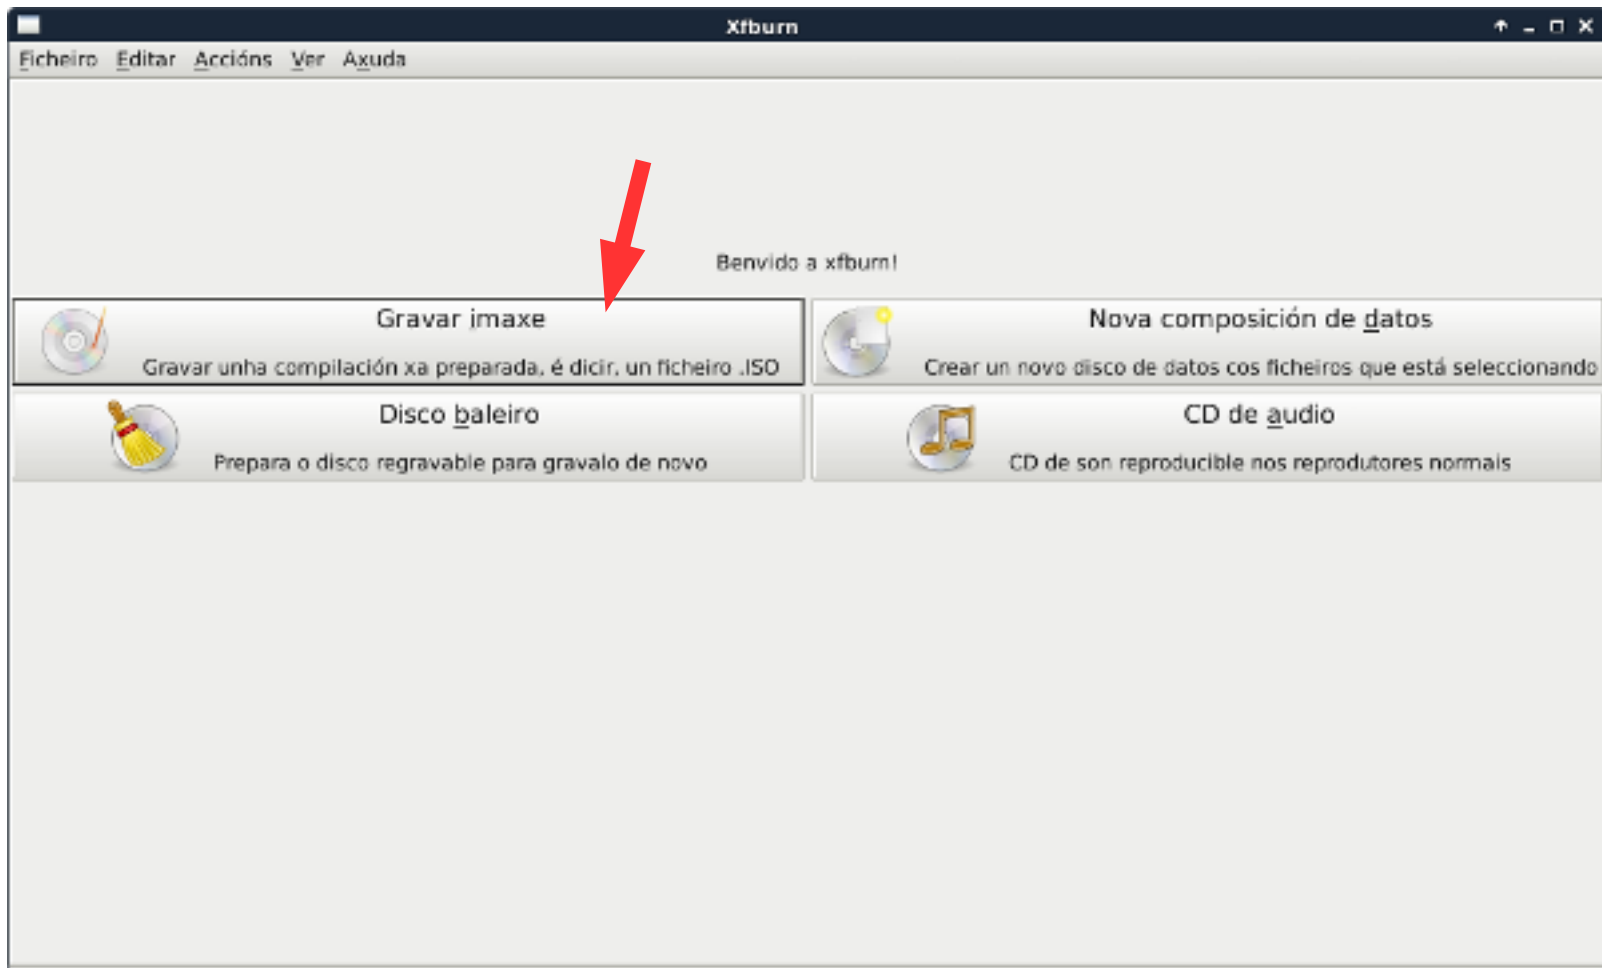 Xfburn
Ficheiro Editar Accións Ver Axuda
Benvido a xfburn!
Gravar imaxe
Gravar unha compilación xa preparada, é dicir, un ficheiro .ISO
Nova composición de datos
Crear un novo disco de datos cos ficheiros que está seleccionando
Disco baleiro
Prepara o disco regravable para gravalo de novo
CD de audio
CD de son reproducible nos reprodutores normais